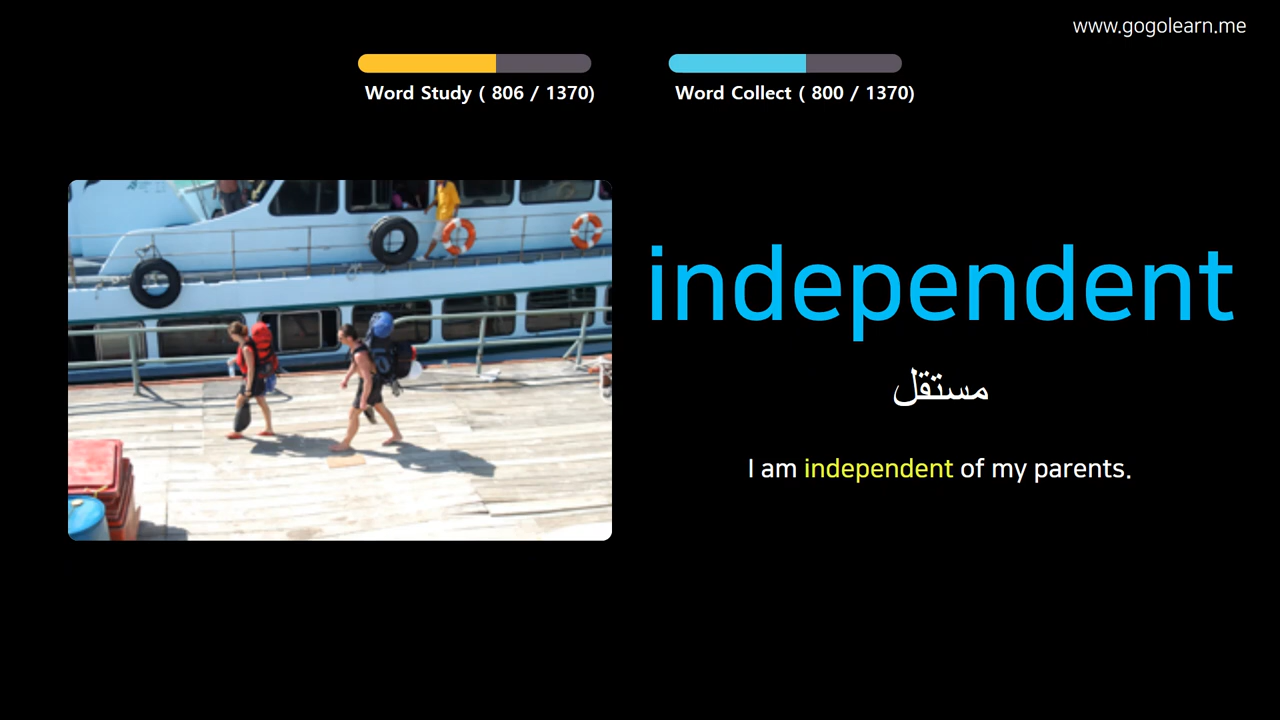 www.gogolearn.me
Word Study ( 806 / 1370)
Word Collect ( 800 / 1370)
independent
مستقل
I am independent of my parents.